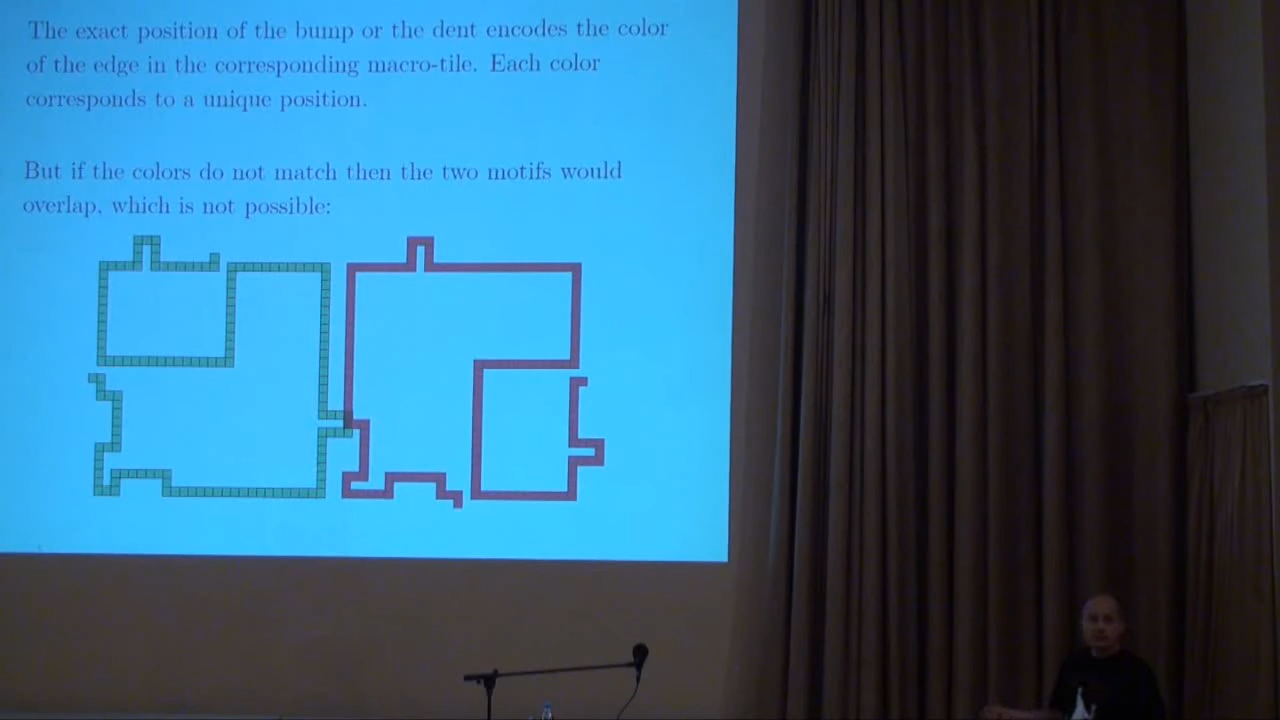 The exact position of the bump or the dent encodes the color
of the edge in the corresponding macro-tile. Each color
corresponds to a unique position.
But if the colors do not match then the two motifs would
overlap, which is not possible: